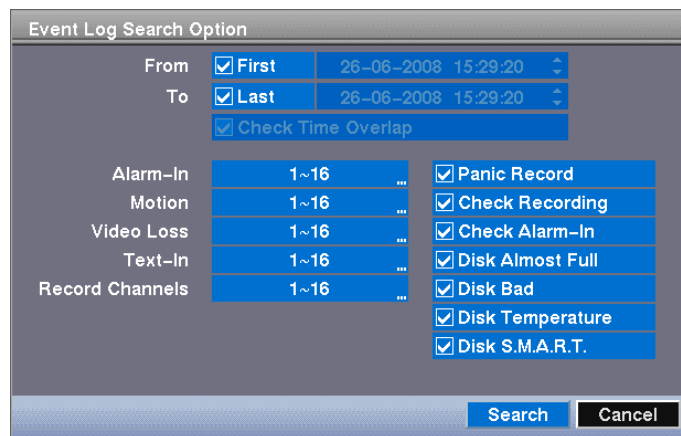 Event Log Search Option
From First 26-06-2008 15:29:20
To Last 26-06-2008 15:29:20
Check Time Overlap
Alarm-In 1~16 ... Panic Record
Motion 1~16 ... Check Recording
Video Loss 1~16 ... Check Alarm-In
Text-In 1~16 ... Disk Almost Full
Record Channels 1~16 ... Disk Bad
Disk Temperature
Disk S.M.A.R.T.
Search Cancel